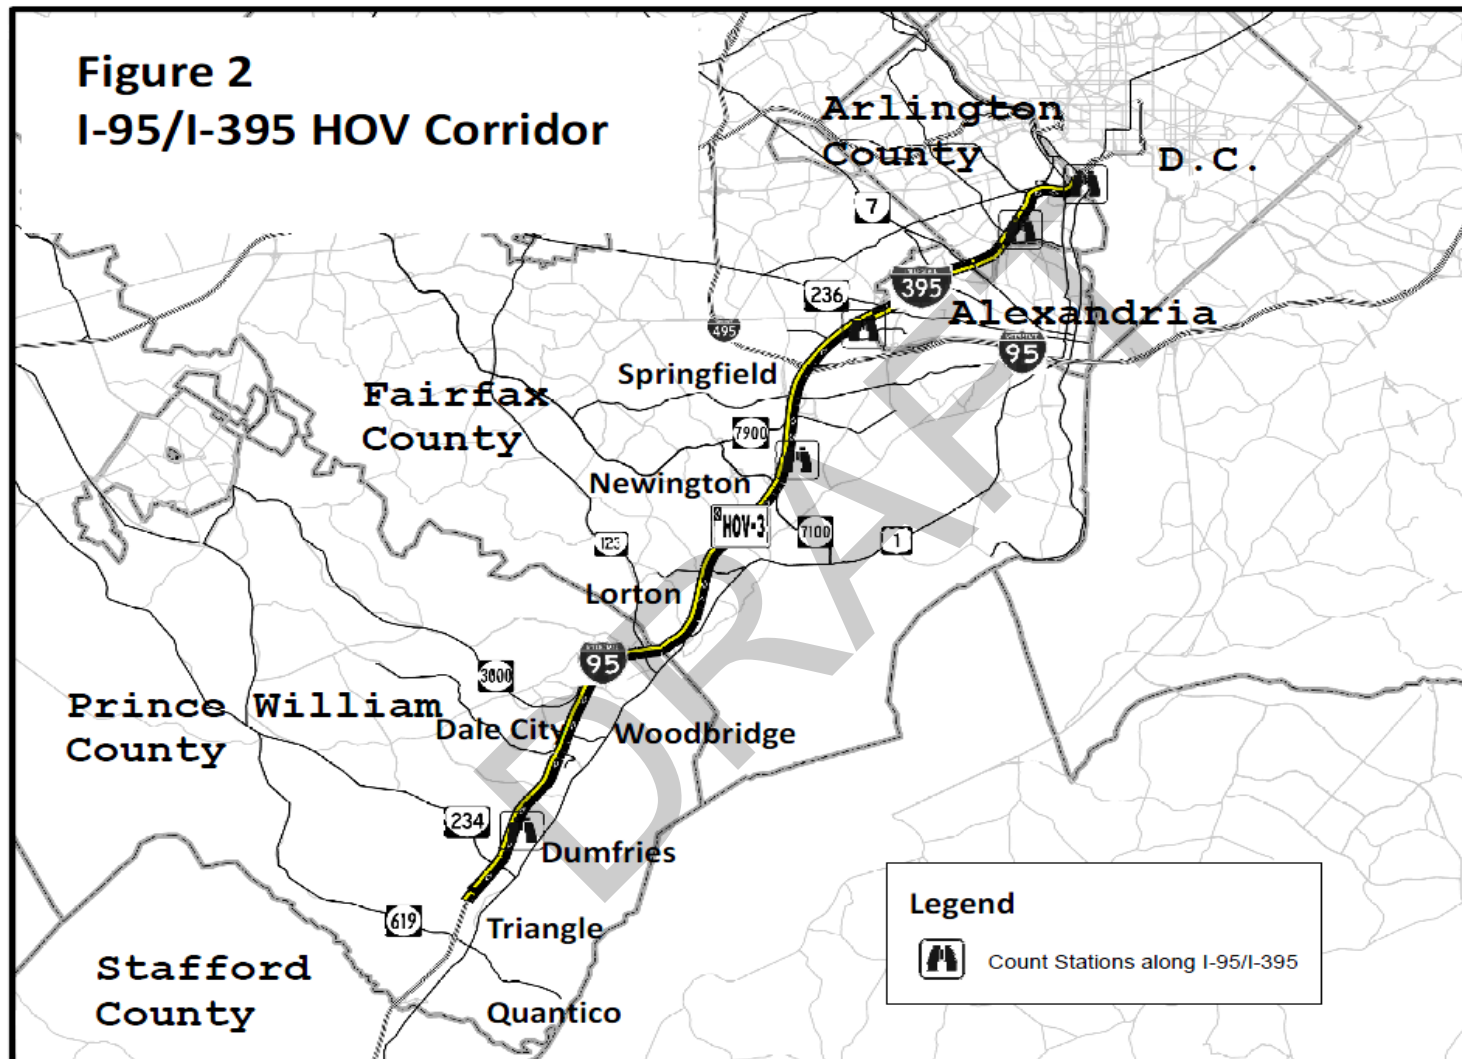 Figure 2
I-95/I-395 HOV Corridor
Arlington
County
D.C.
7
395
236
Alexandria
495
95
Springfield
Fairfax
County
7900
Newington
HOV-3
7100
1
123
Lorton
95
3000
Prince William
County
Dale City
Woodbridge
234
Dumfries
619
Triangle
Stafford
County
Quantico
Legend
Count Stations along I-95/I-395
DRAFT